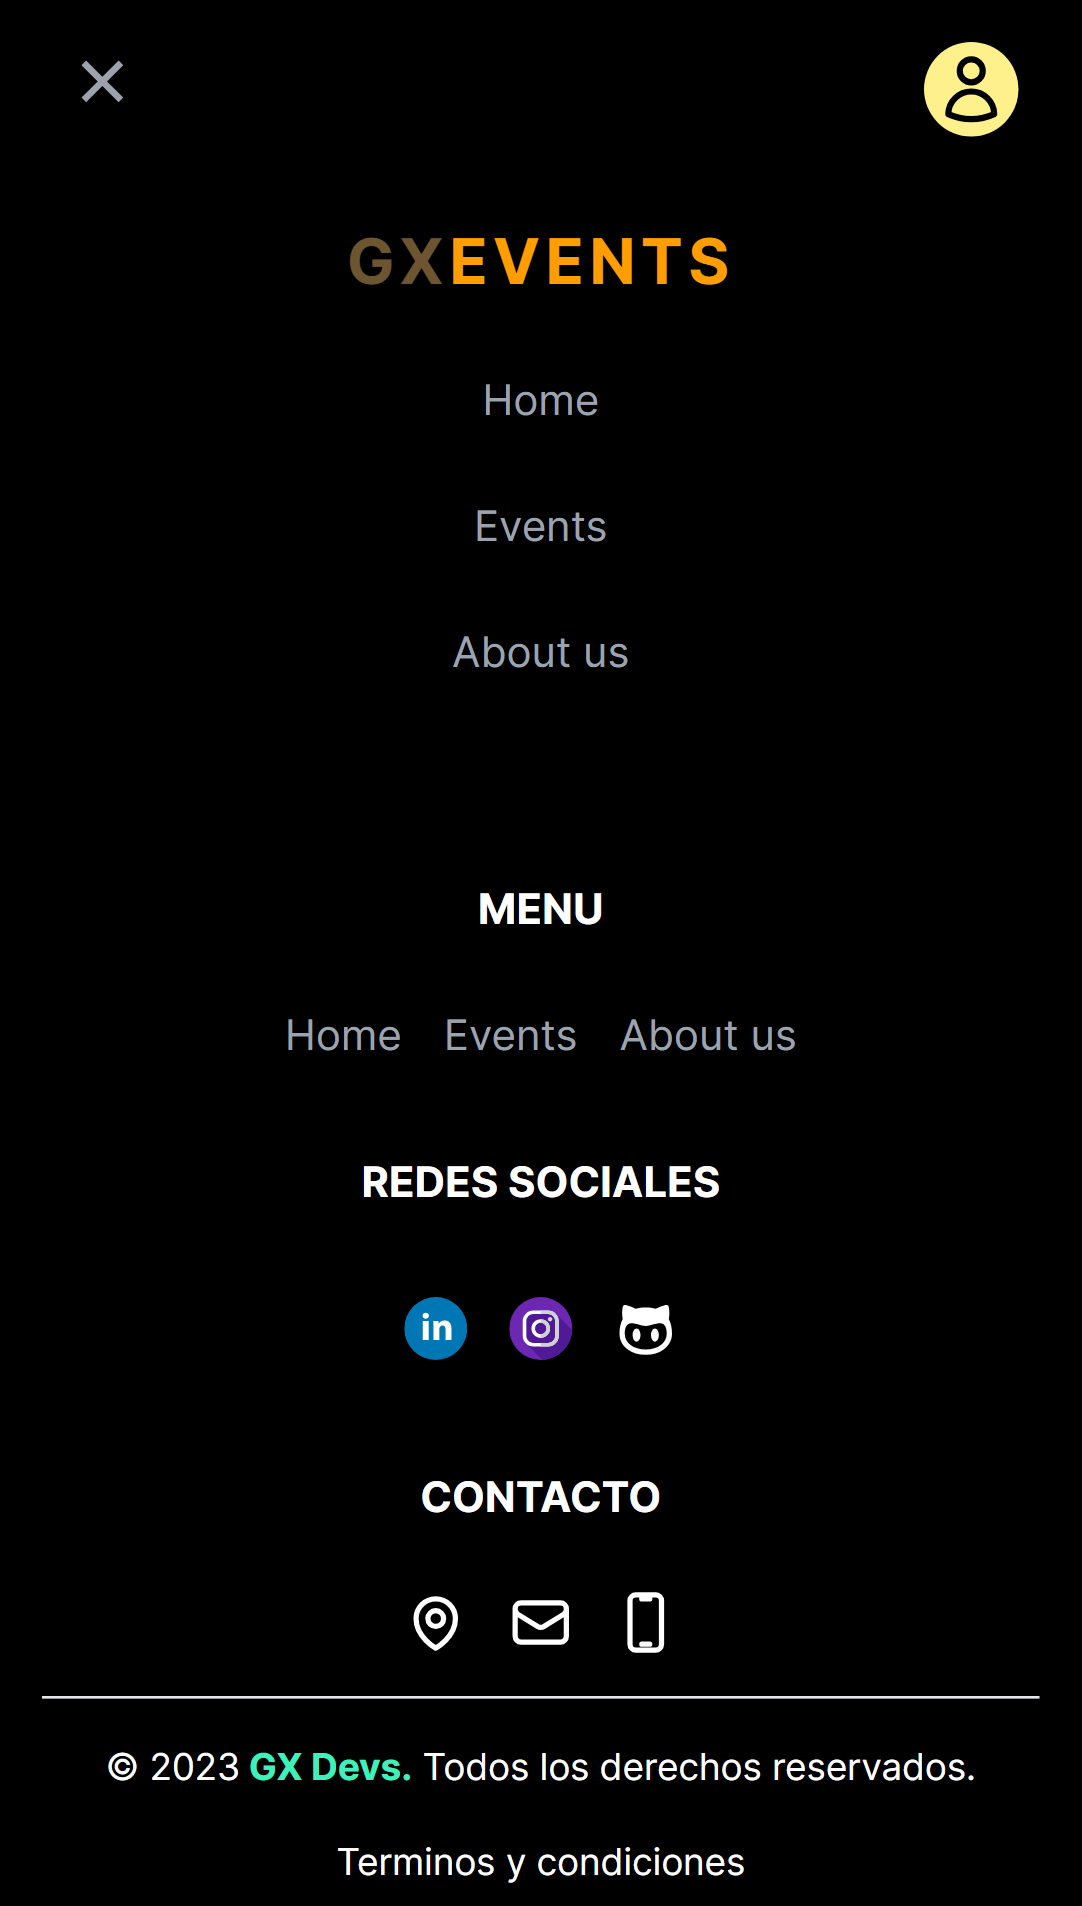 GXEVENTS
Home
Events
About us
MENU
Home Events About us
REDES SOCIALES
in
CONTACTO
© 2023 GX Devs. Todos los derechos reservados.
Terminos y condiciones